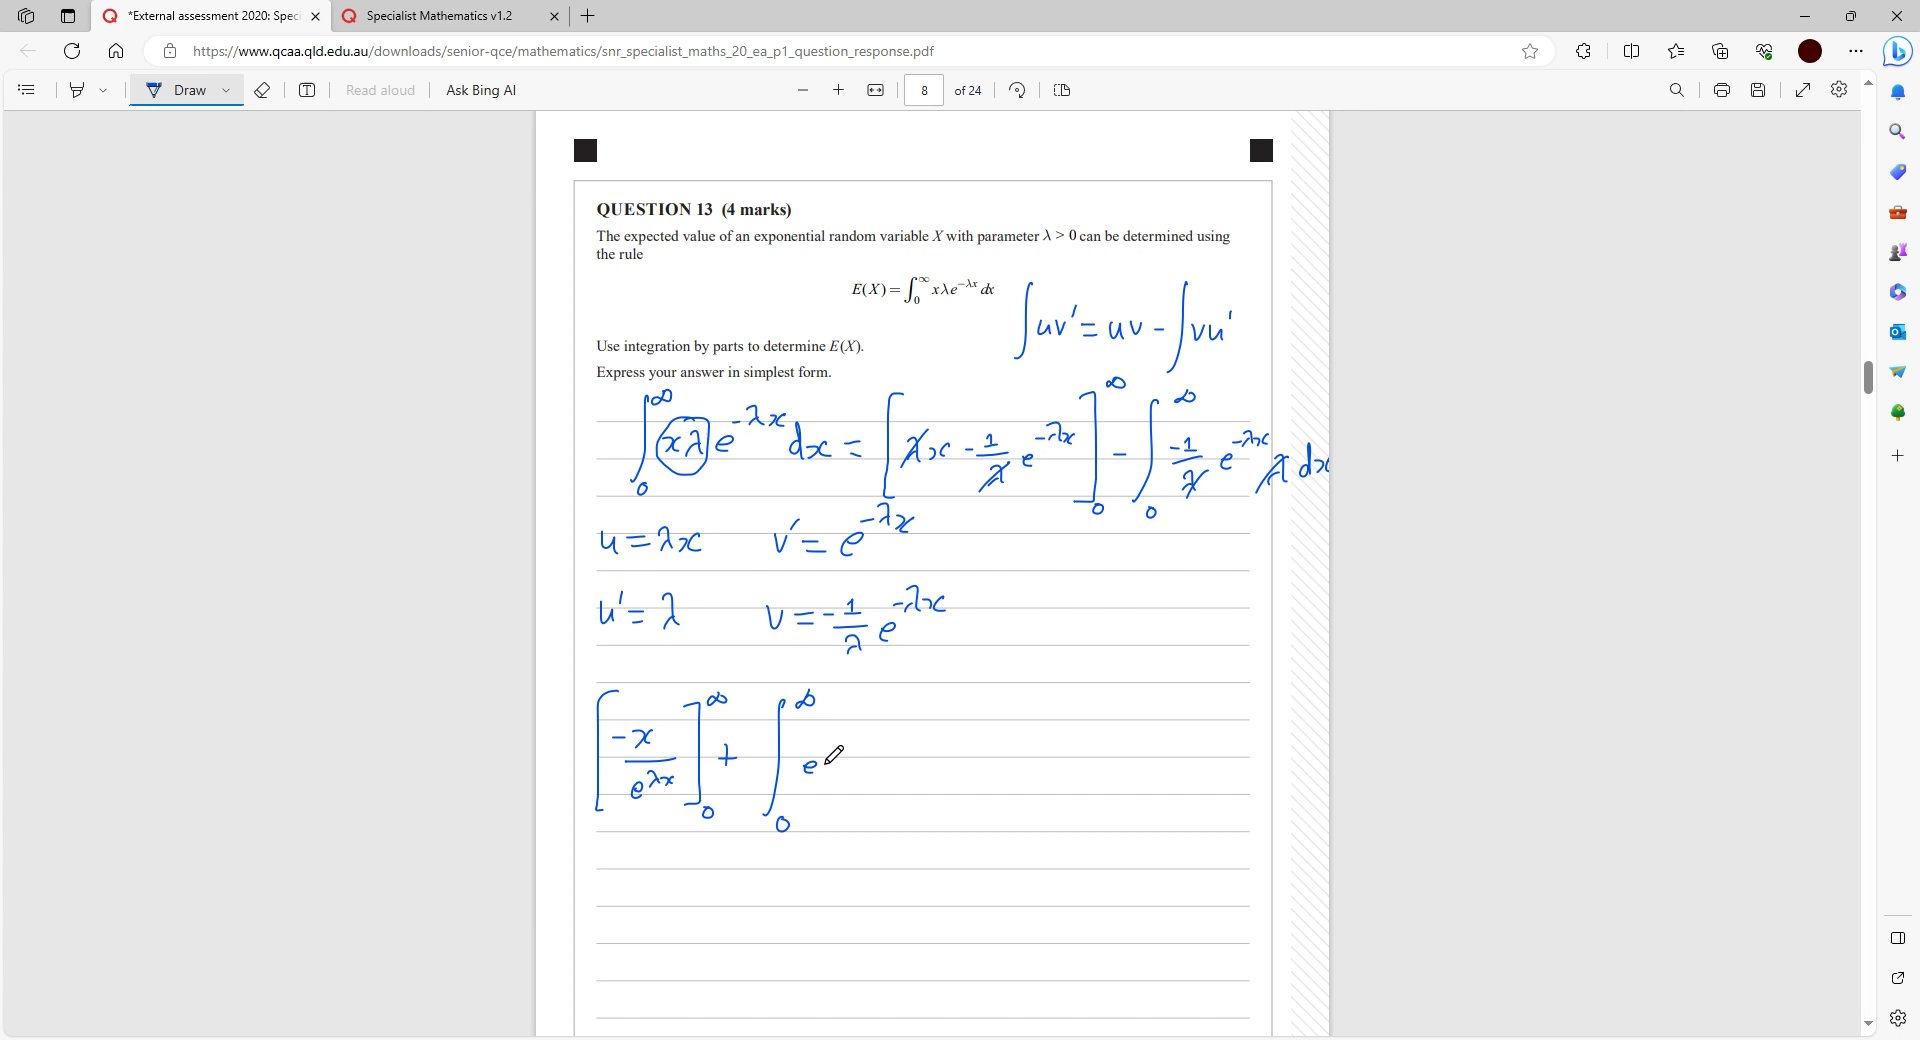 *External assessment 2020: Speci
Specialist Mathematics v1.2
https://www.qcaa.qld.edu.au/downloads/senior-qce/mathematics/snr_specialist_maths_20_ea_p1_question_response.pdf
Draw
Read aloud
Ask Bing AI
8 of 24
QUESTION 13 (4 marks)
The expected value of an exponential random variable X with parameter λ > 0 can be determined using
the rule
E(X) = ∫₀^∞ xλe^(−λx) dx
∫uv' = uv - ∫vu'
Use integration by parts to determine E(X).
Express your answer in simplest form.
∫₀^∞ xλ e^(-λx) dx = [λx -1/λ e^(-λx)]₀^∞ - ∫₀^∞ -1/λ e^(-λx) λ dx
u = λx v' = e^(-λx)
u' = λ v = -1/λ e^(-λx)
[-x/e^(λx)]₀^∞ + ∫₀^∞ e